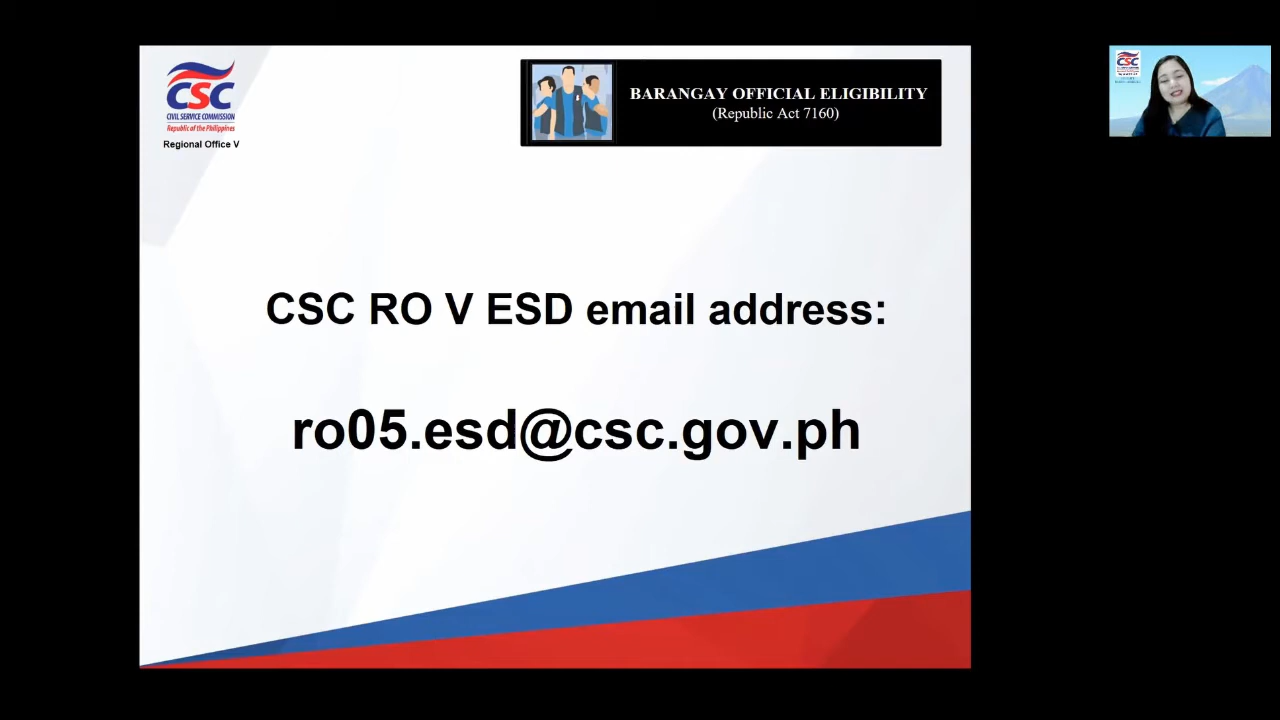 CSC
CIVIL SERVICE COMMISSION
Republic of the Philippines
Regional Office V
BARANGAY OFFICIAL ELIGIBILITY
(Republic Act 7160)
CSC RO V ESD email address:
ro05.esd@csc.gov.ph
CSC